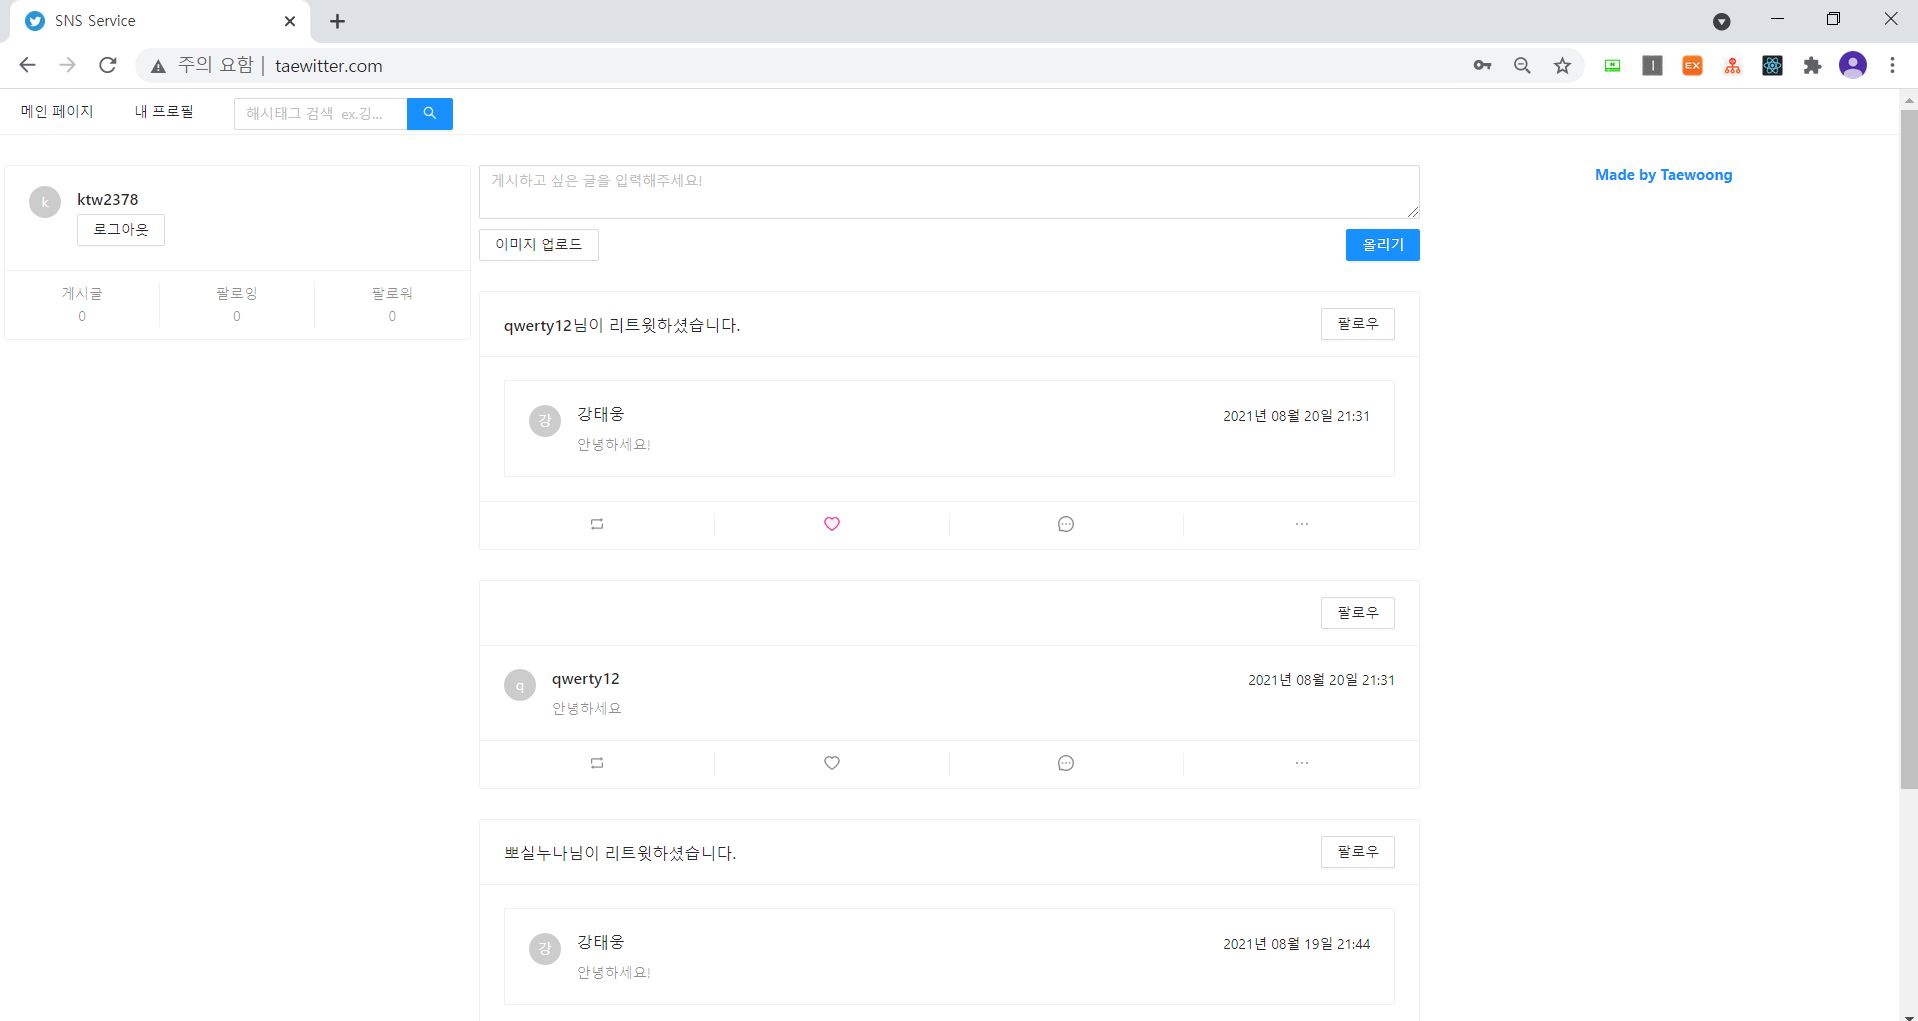 SNS Service
주의 요함 | taewitter.com
EX
메인 페이지 내 프로필 해시태그 검색 ex.깅...
k ktw2378
로그아웃
게시글 팔로잉 팔로워
0 0 0
게시하고 싶은 글을 입력해주세요!
이미지 업로드 올리기
Made by Taewoong
qwerty12님이 리트윗하셨습니다. 팔로우
강 강태웅 2021년 08월 20일 21:31
안녕하세요!
팔로우
q qwerty12 2021년 08월 20일 21:31
안녕하세요
뽀실누나님이 리트윗하셨습니다. 팔로우
강 강태웅 2021년 08월 19일 21:44
안녕하세요!